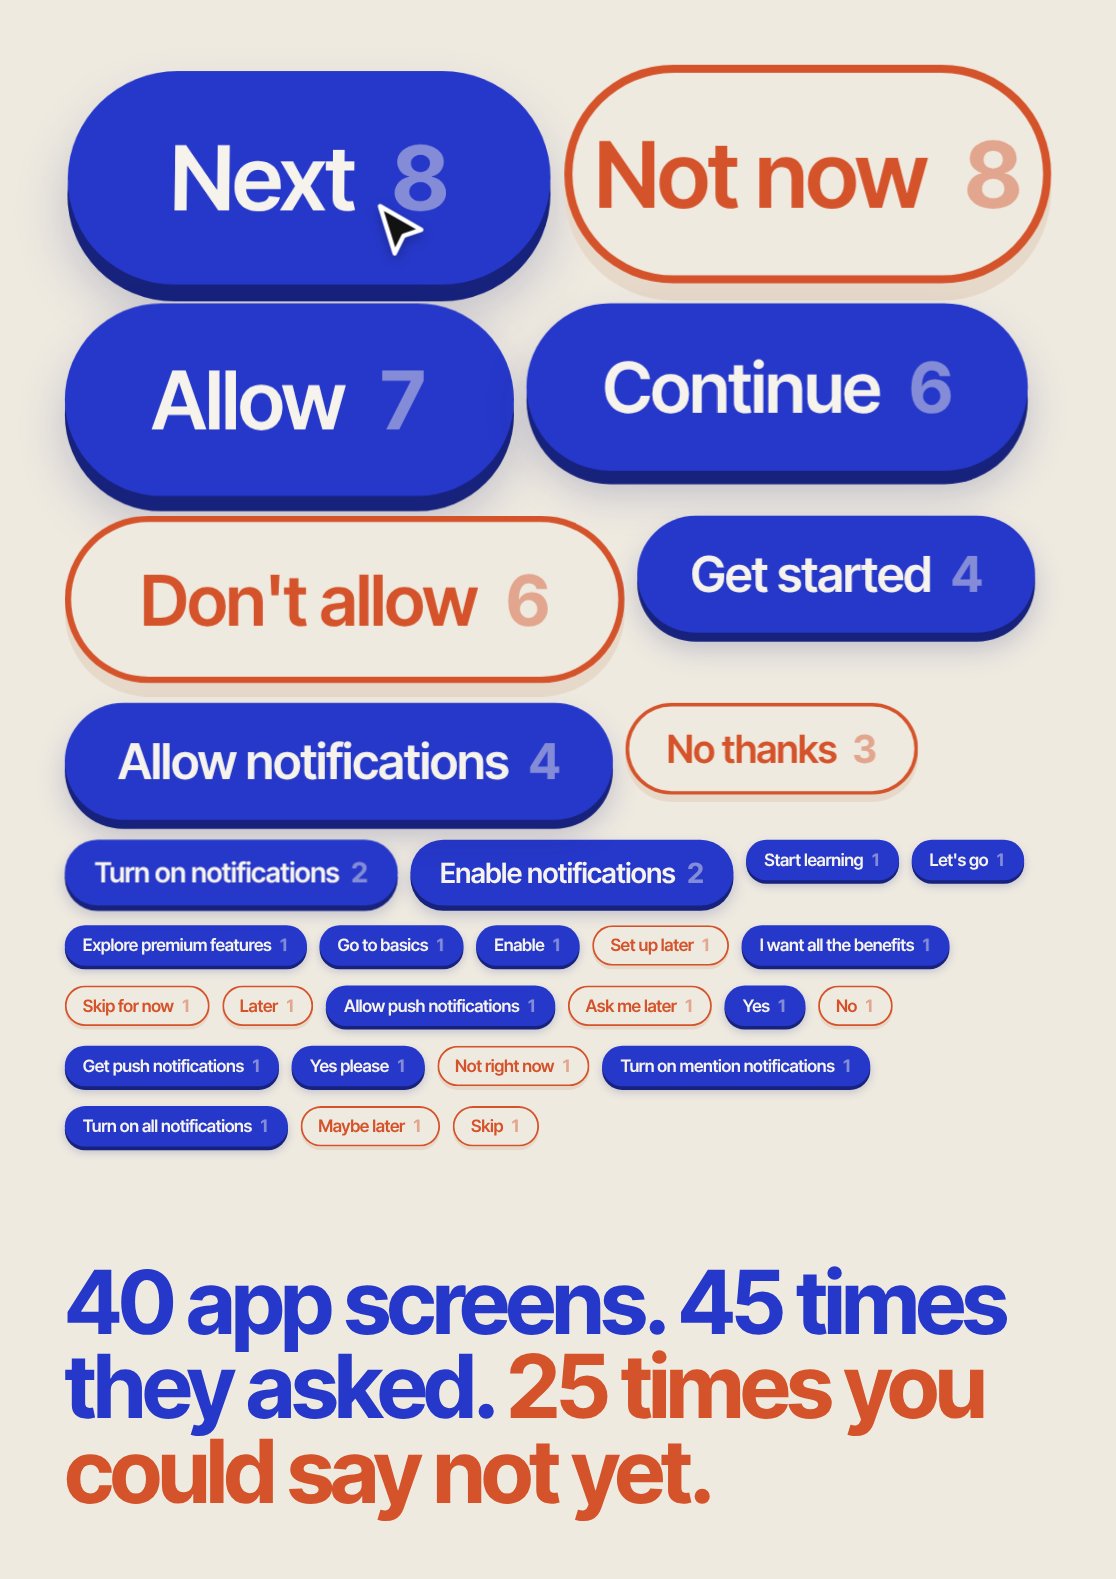 Next 8
Not now 8
Allow 7
Continue 6
Don't allow 6
Get started 4
Allow notifications 4
No thanks 3
Turn on notifications 2
Enable notifications 2
Start learning 1
Let's go 1
Explore premium features 1
Go to basics 1
Enable 1
Set up later 1
I want all the benefits 1
Skip for now 1
Later 1
Allow push notifications 1
Ask me later 1
Yes 1
No 1
Get push notifications 1
Yes please 1
Not right now 1
Turn on mention notifications 1
Turn on all notifications 1
Maybe later 1
Skip 1
40 app screens. 45 times
they asked. 25 times you
could say not yet.